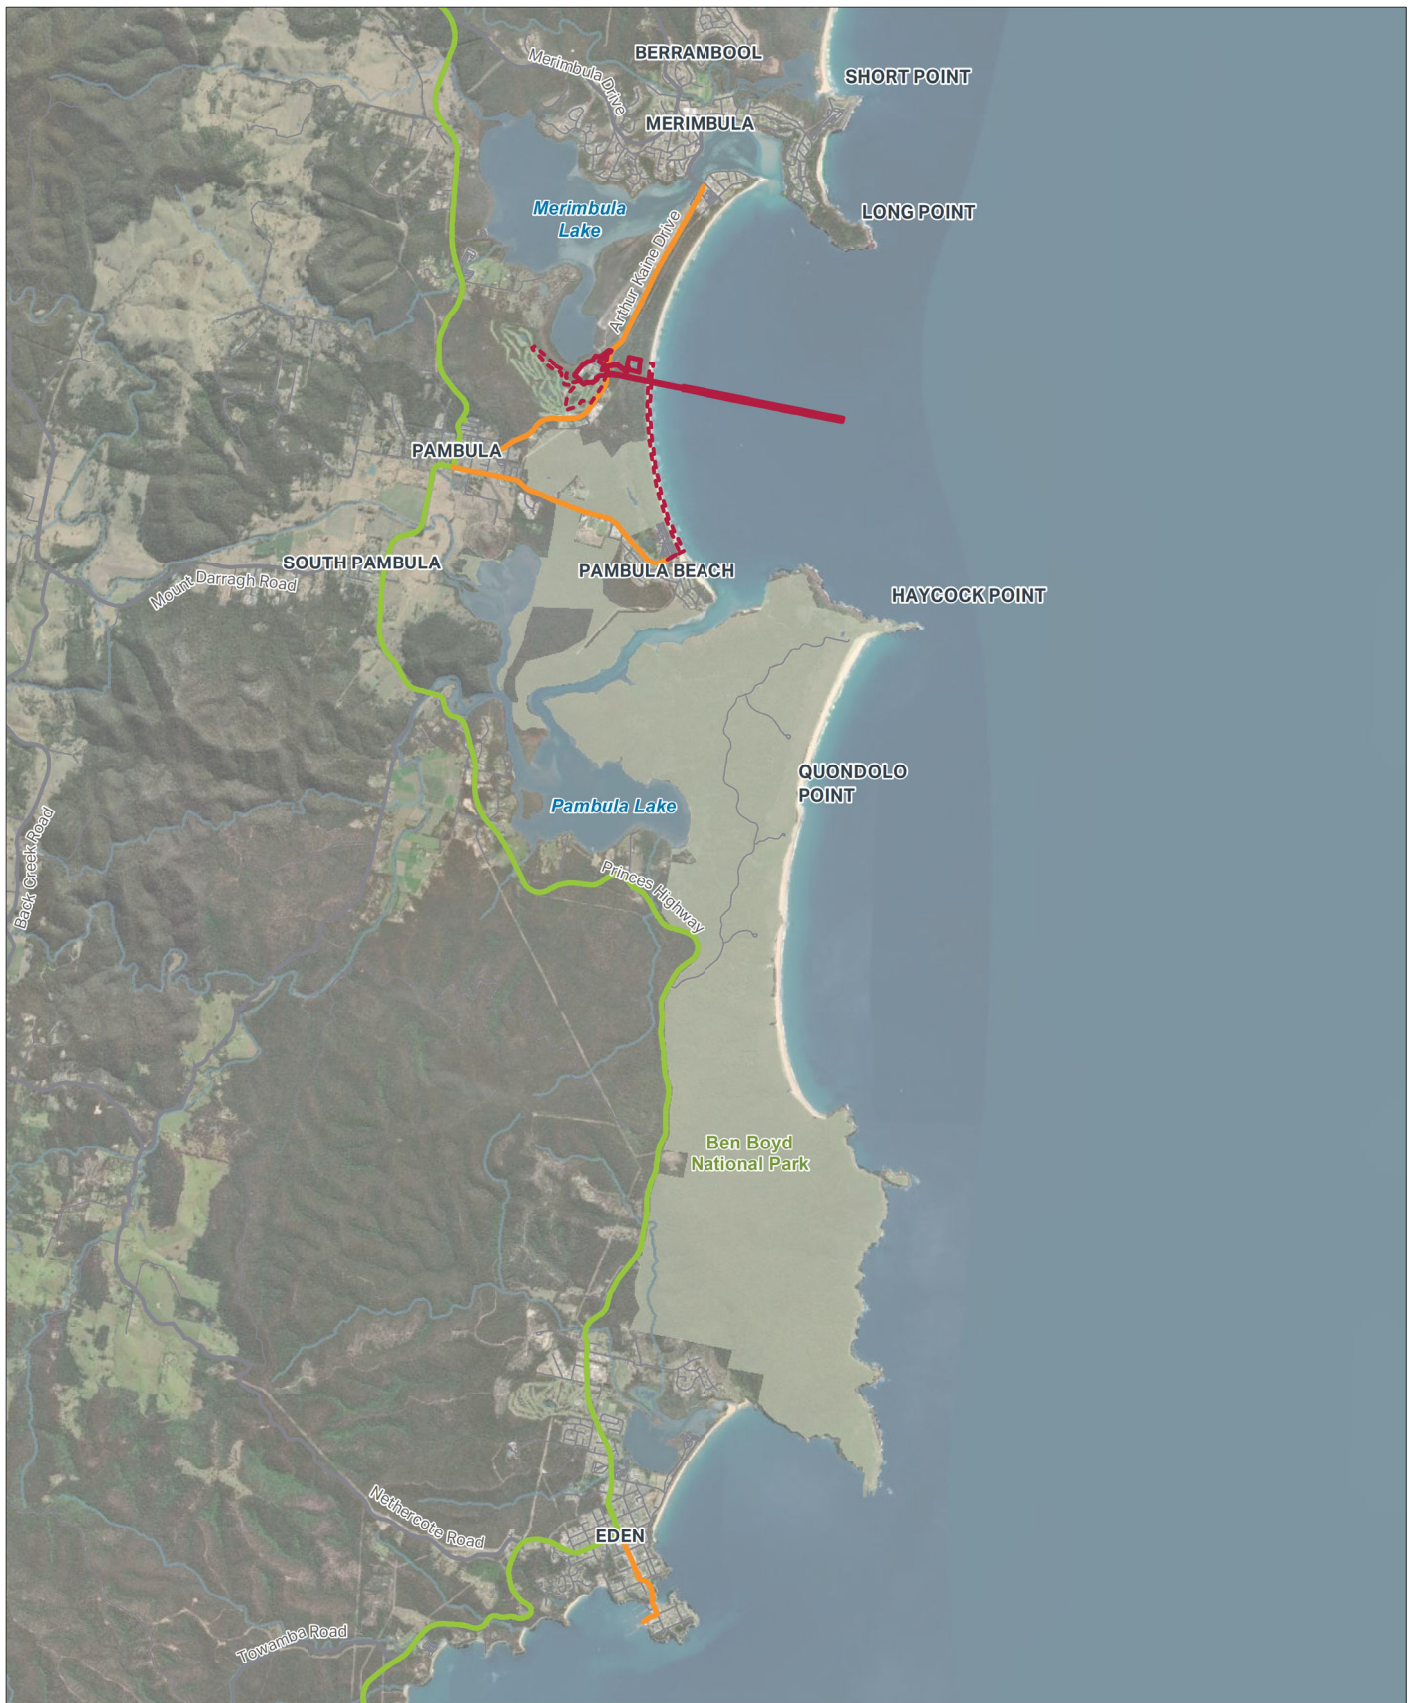 BERRAMBOOL
Merimbula Drive
SHORT POINT
MERIMBULA
Merimbula
Lake
LONG POINT
Arthur Kaine Drive
PAMBULA
SOUTH PAMBULA
PAMBULA BEACH
Mount Darragh Road
HAYCOCK POINT
QUONDOLO
POINT
Pambula Lake
Back Creek Road
Princes Highway
Ben Boyd
National Park
Nethercote Road
EDEN
Towamba Road